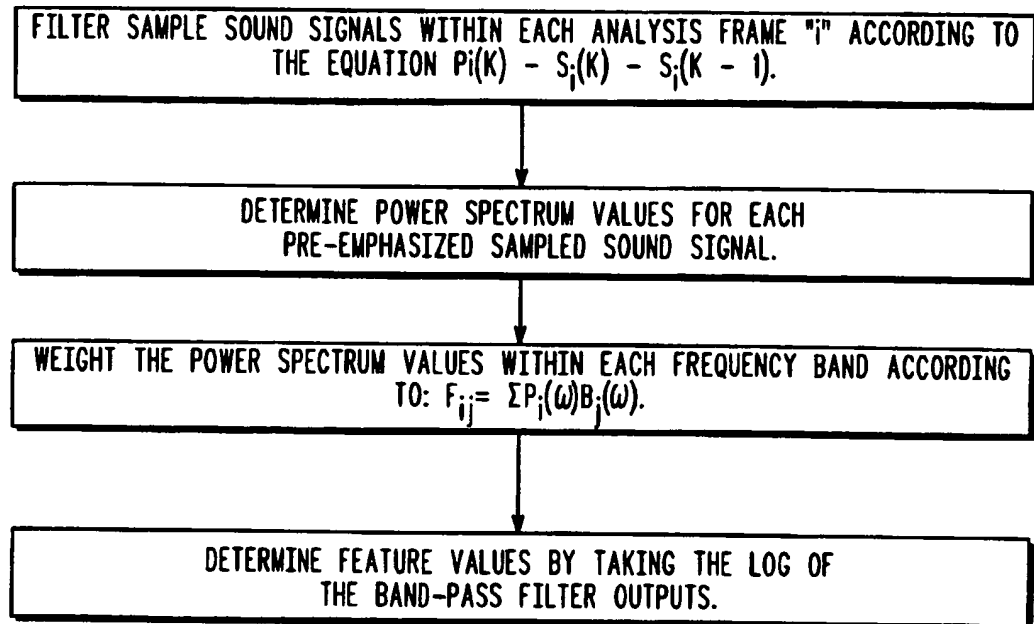 FILTER SAMPLE SOUND SIGNALS WITHIN EACH ANALYSIS FRAME "i" ACCORDING TO
THE EQUATION Pi(K) - Si(K) - Si(K - 1).
DETERMINE POWER SPECTRUM VALUES FOR EACH
PRE-EMPHASIZED SAMPLED SOUND SIGNAL.
WEIGHT THE POWER SPECTRUM VALUES WITHIN EACH FREQUENCY BAND ACCORDING
TO: Fij= ΣPi(ω)Bj(ω).
DETERMINE FEATURE VALUES BY TAKING THE LOG OF
THE BAND-PASS FILTER OUTPUTS.